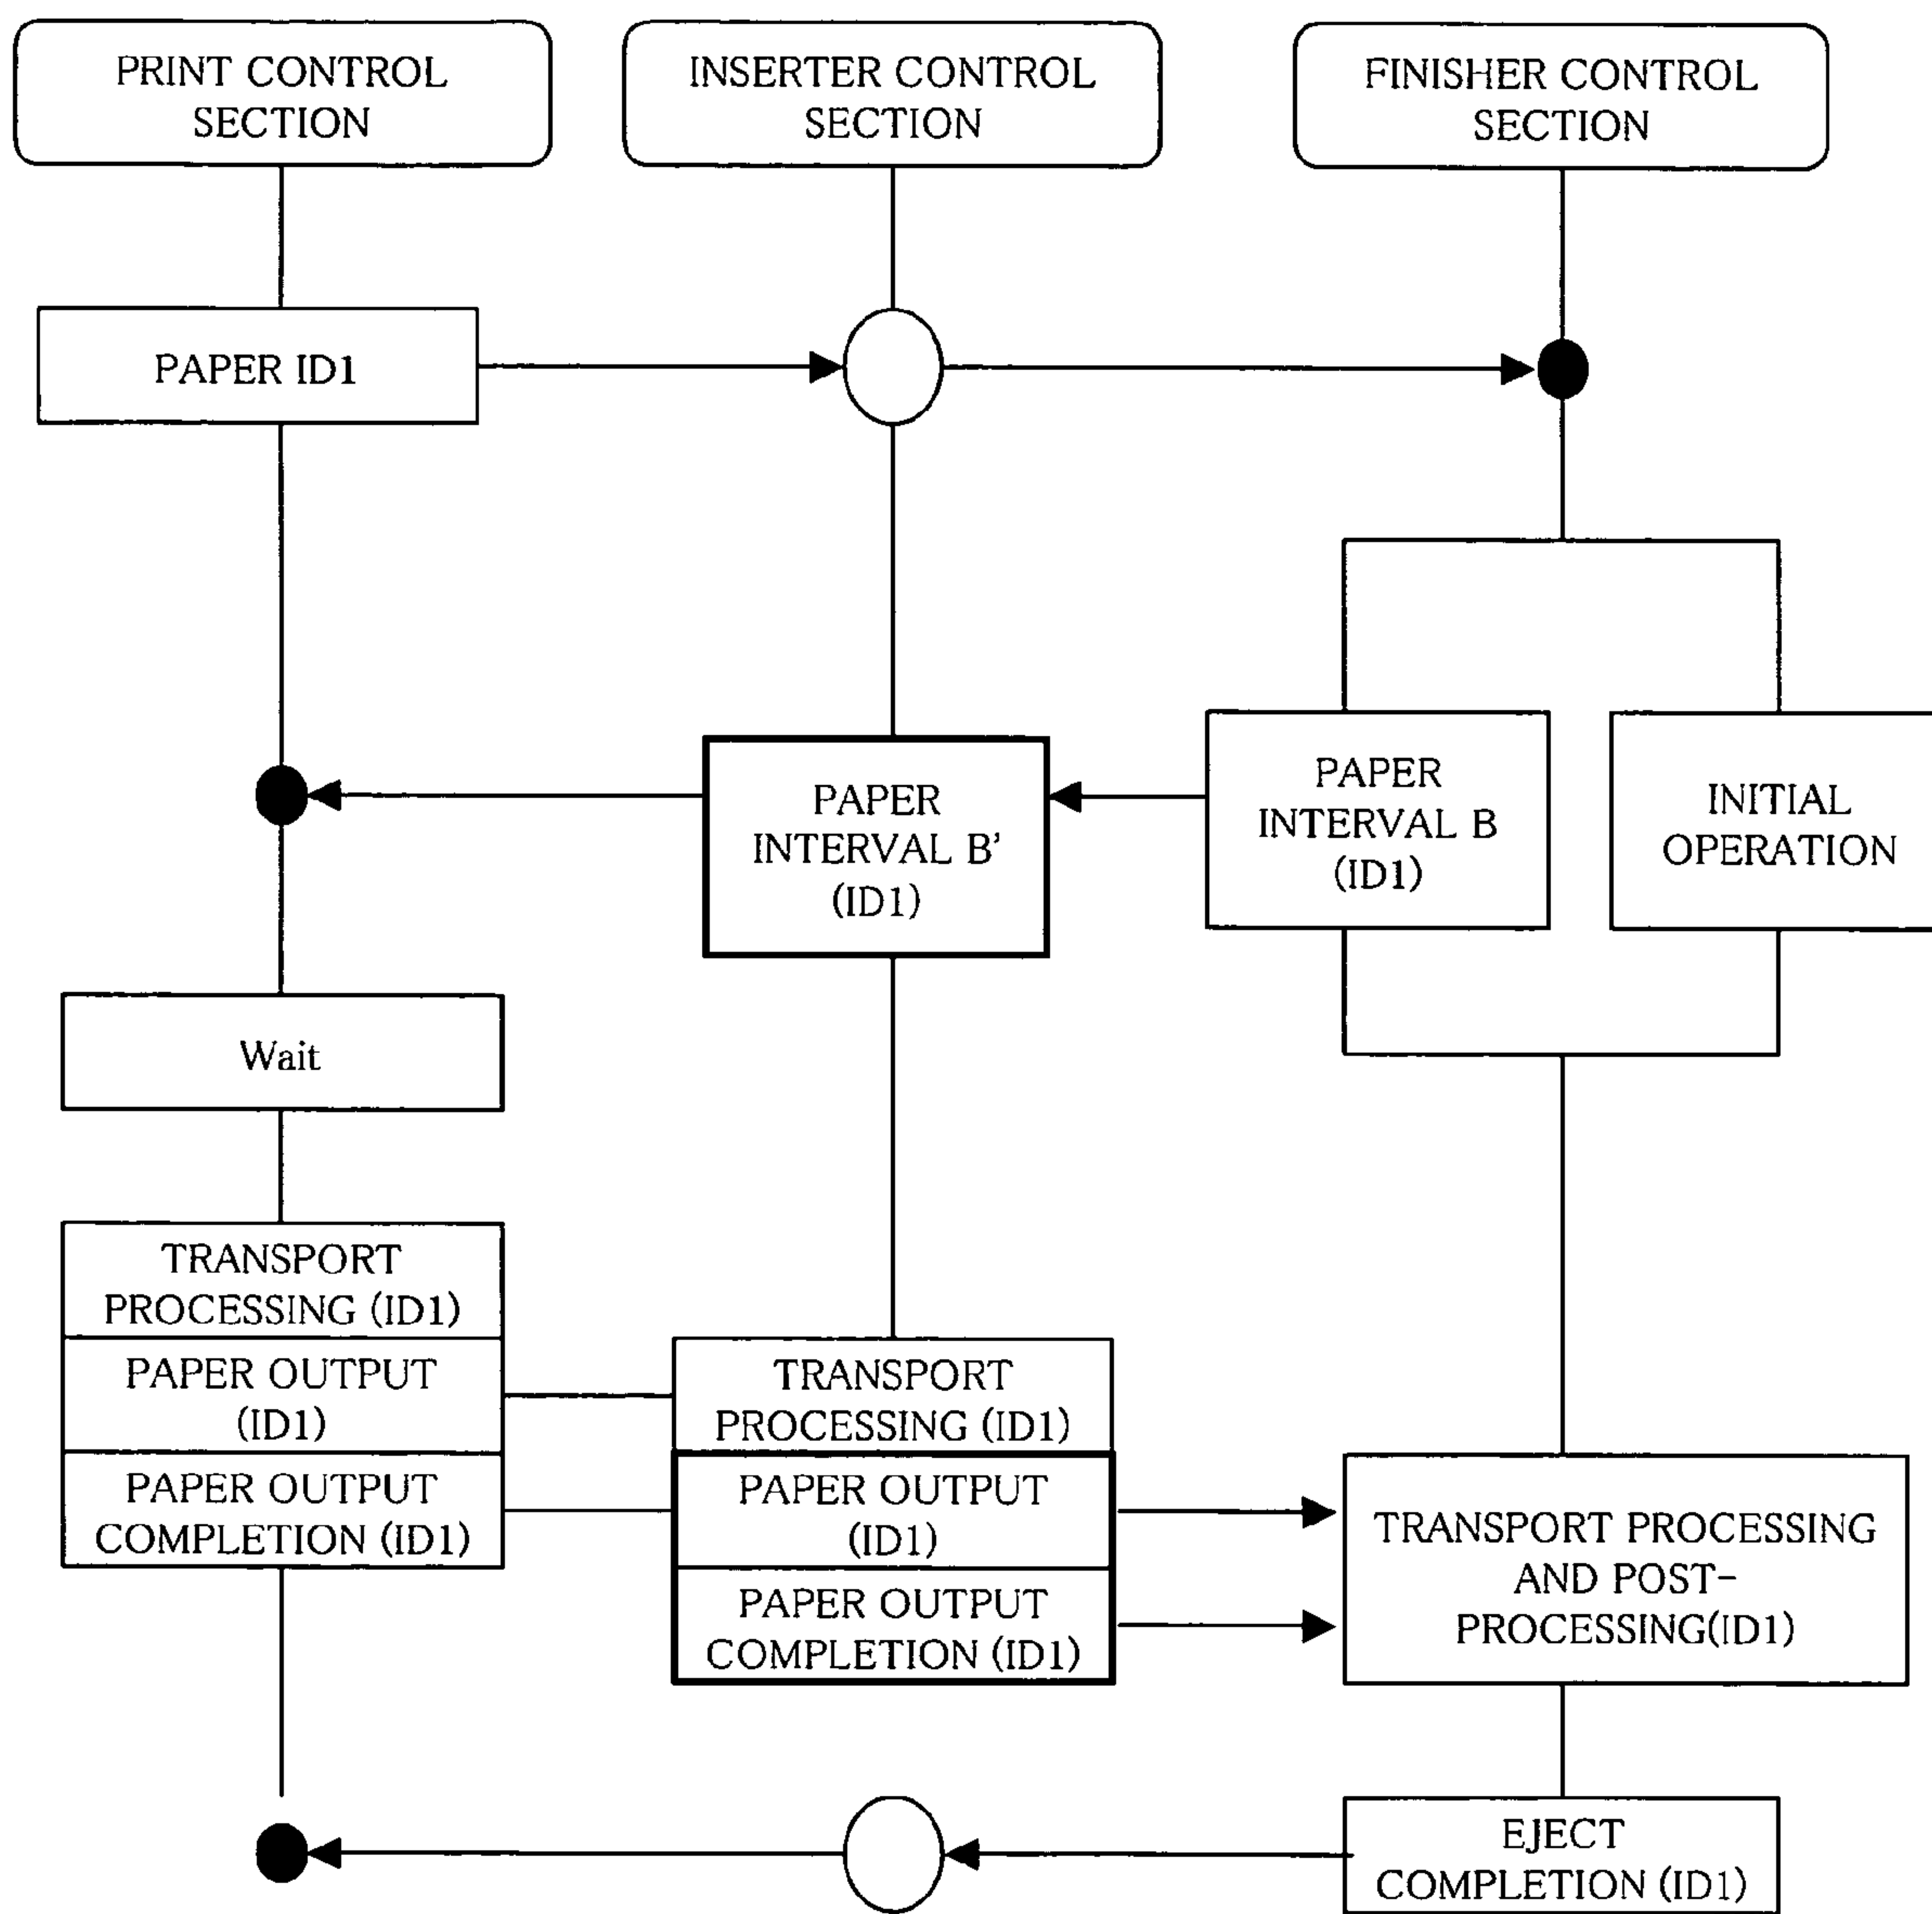 PRINT CONTROL
SECTION
INSERTER CONTROL
SECTION
FINISHER CONTROL
SECTION
PAPER ID1
PAPER
INTERVAL B'
(ID1)
PAPER
INTERVAL B
(ID1)
INITIAL
OPERATION
Wait
TRANSPORT
PROCESSING (ID1)
PAPER OUTPUT
(ID1)
PAPER OUTPUT
COMPLETION (ID1)
TRANSPORT
PROCESSING (ID1)
PAPER OUTPUT
(ID1)
PAPER OUTPUT
COMPLETION (ID1)
TRANSPORT PROCESSING
AND POST-
PROCESSING(ID1)
EJECT
COMPLETION (ID1)